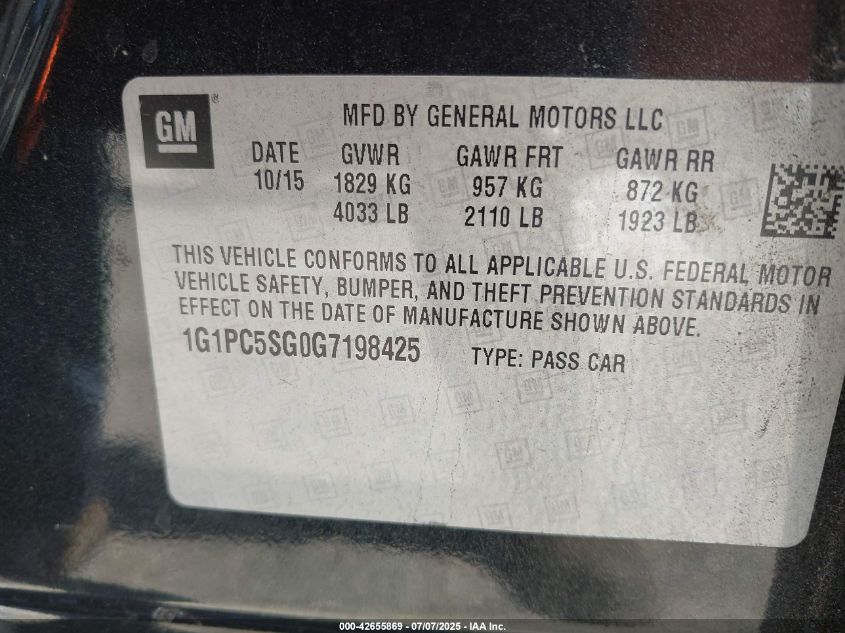 GM
MFD BY GENERAL MOTORS LLC
DATE GVWR GAWR FRT GAWR RR
10/15 1829 KG 957 KG 872 KG
4033 LB 2110 LB 1923 LB
THIS VEHICLE CONFORMS TO ALL APPLICABLE U.S. FEDERAL MOTOR
VEHICLE SAFETY, BUMPER, AND THEFT PREVENTION STANDARDS IN
EFFECT ON THE DATE OF MANUFACTURE SHOWN ABOVE.
1G1PC5SG0G7198425 TYPE: PASS CAR
000-42655869 - 07/07/2025 - IAA Inc.